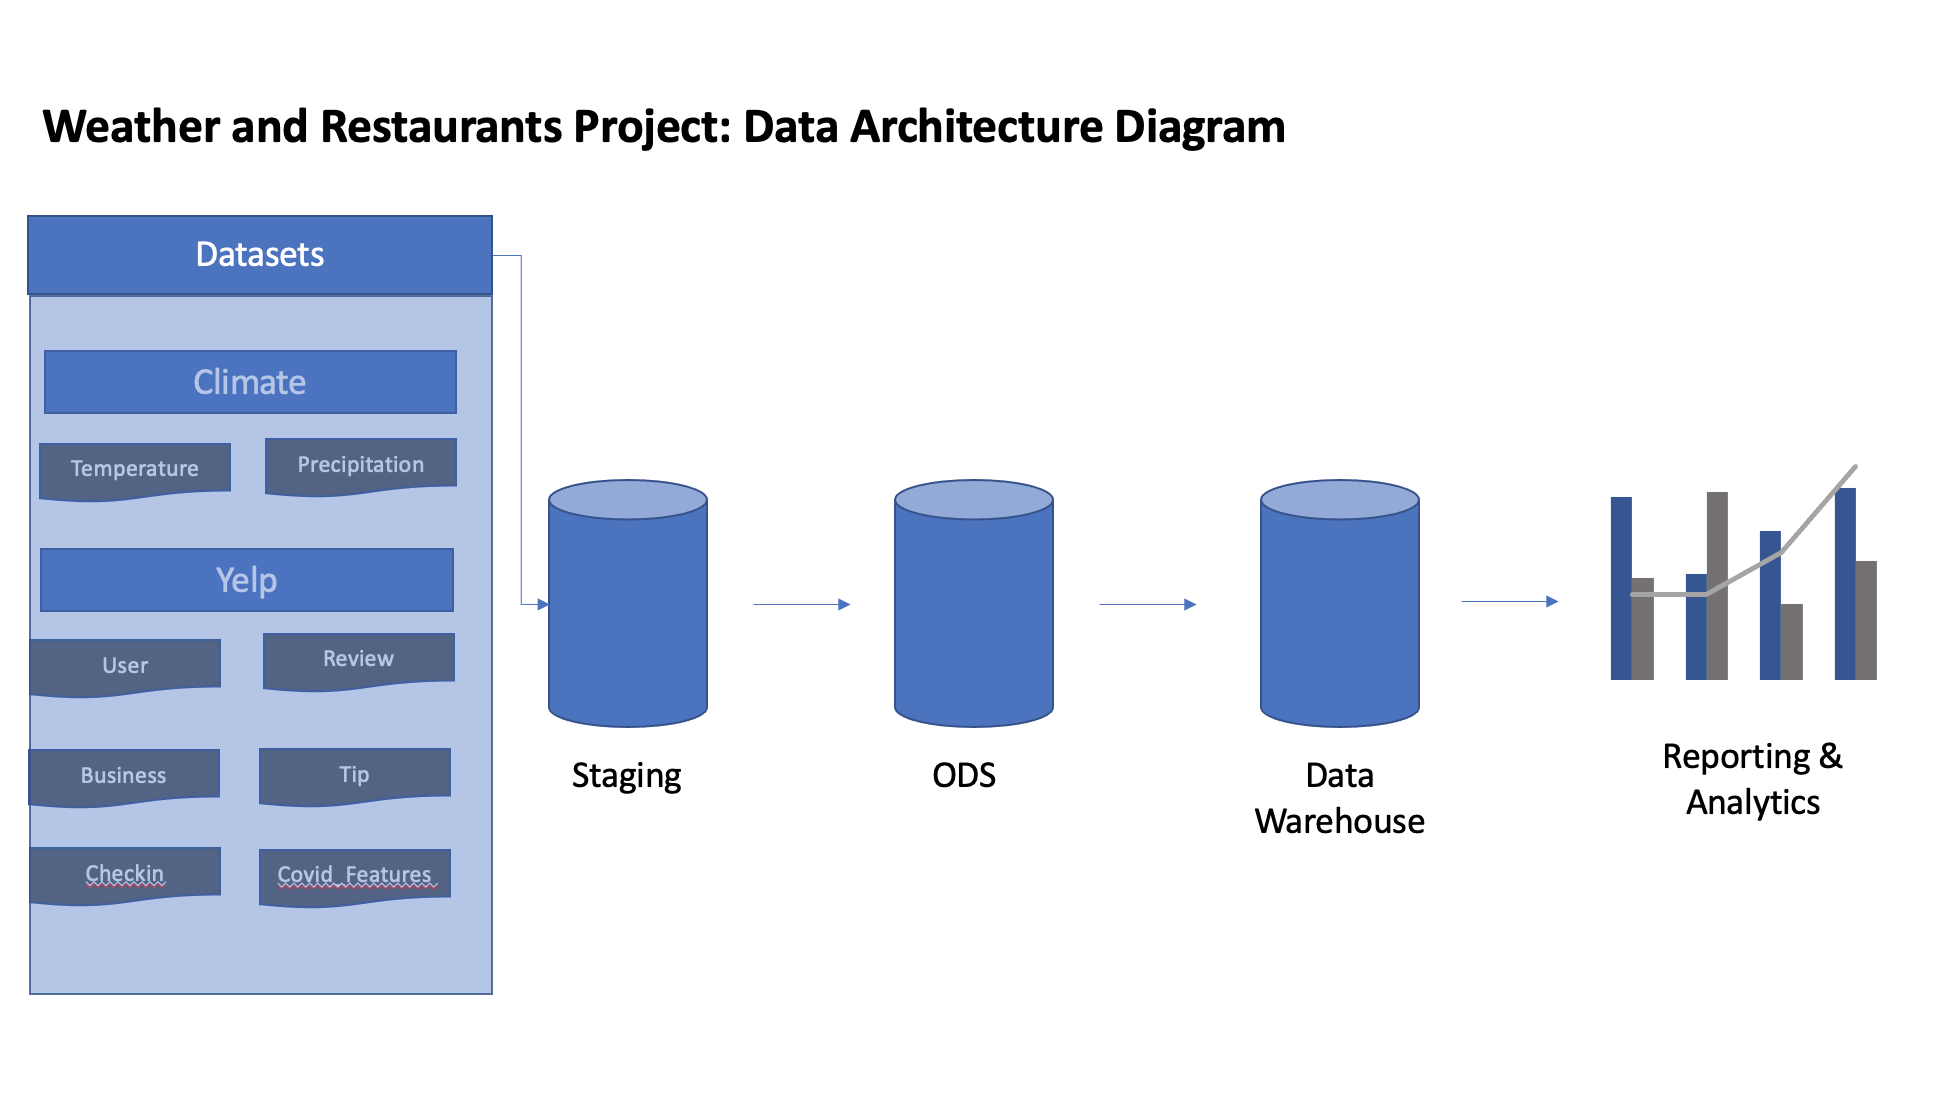 Weather and Restaurants Project: Data Architecture Diagram
Datasets
Climate
Temperature
Precipitation
Yelp
User
Review
Business
Tip
Checkin
Covid_Features
Staging
ODS
Data
Warehouse
Reporting &
Analytics